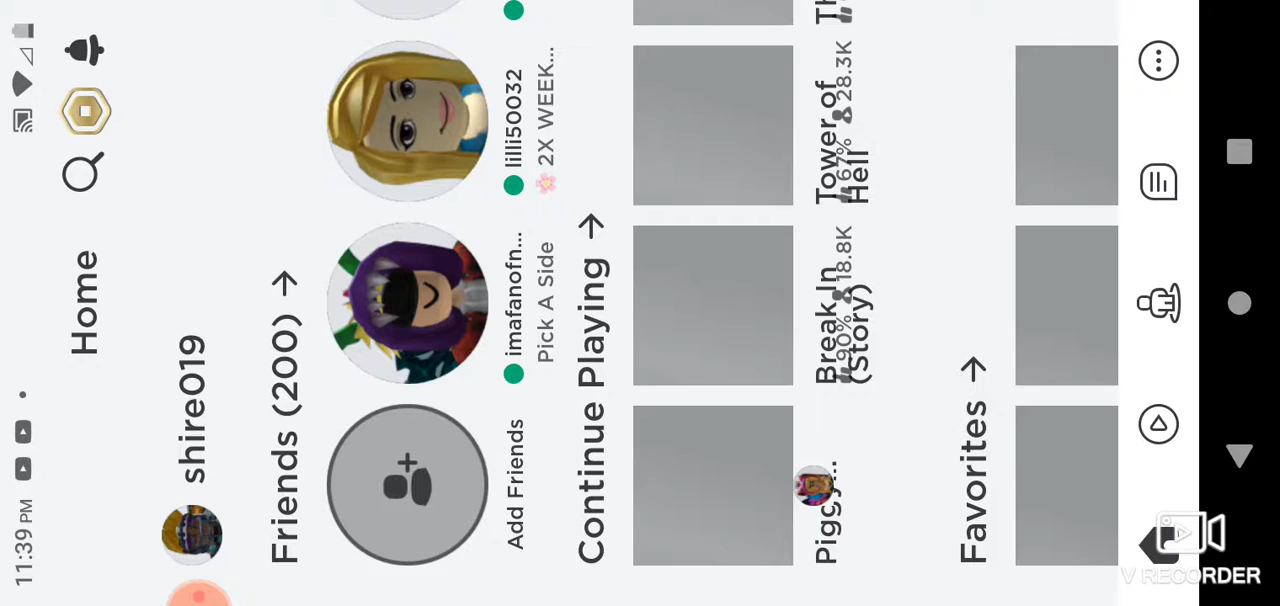 11:39 PM
Home
shire019
Friends (200) →
Add Friends
imafanofn...
Pick A Side
lilli50032
🌸 2X WEEK...
Continue Playing →
Piggy...
Break In
(Story)
90% 18.8K
Tower of
Hell
67% 28.3K
Favorites →
V RECORDER